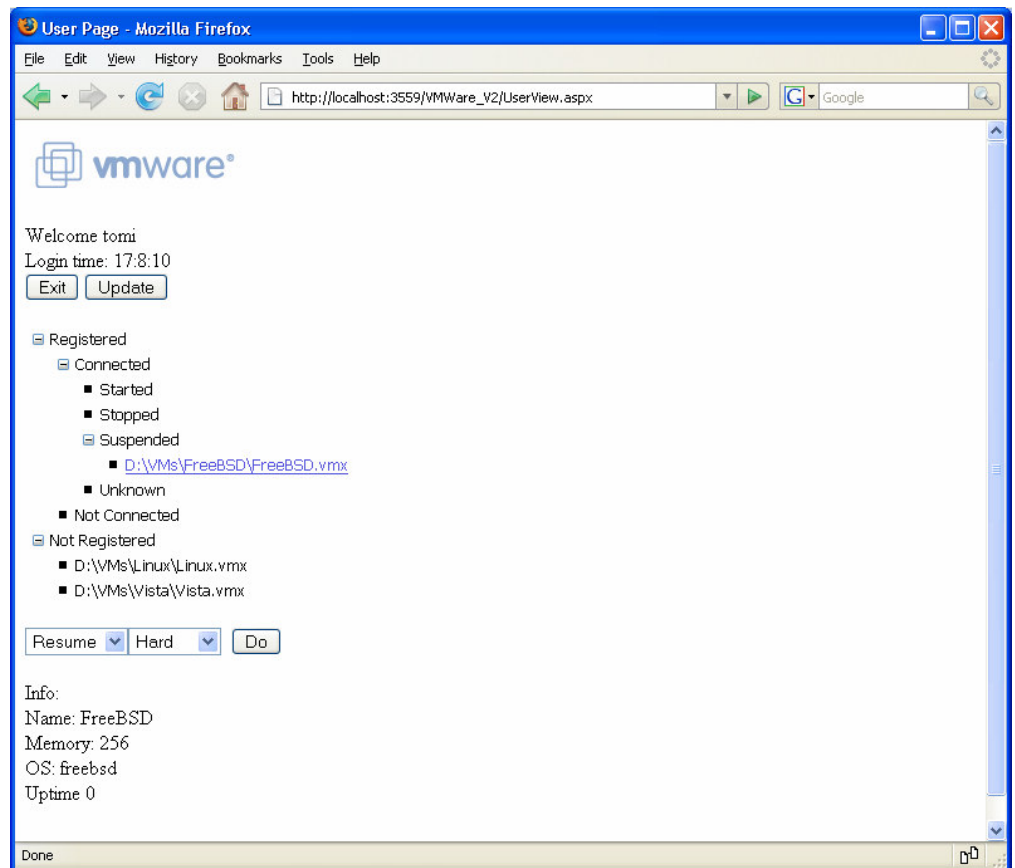 User Page - Mozilla Firefox
File Edit View History Bookmarks Tools Help
http://localhost:3559/VMWare_V2/UserView.aspx G Google
vmware®
Welcome tomi
Login time: 17:8:10
Exit Update
Registered
Connected
Started
Stopped
Suspended
D:\VMs\FreeBSD\FreeBSD.vmx
Unknown
Not Connected
Not Registered
D:\VMs\Linux\Linux.vmx
D:\VMs\Vista\Vista.vmx
Resume Hard Do
Info:
Name: FreeBSD
Memory: 256
OS: freebsd
Uptime 0
Done